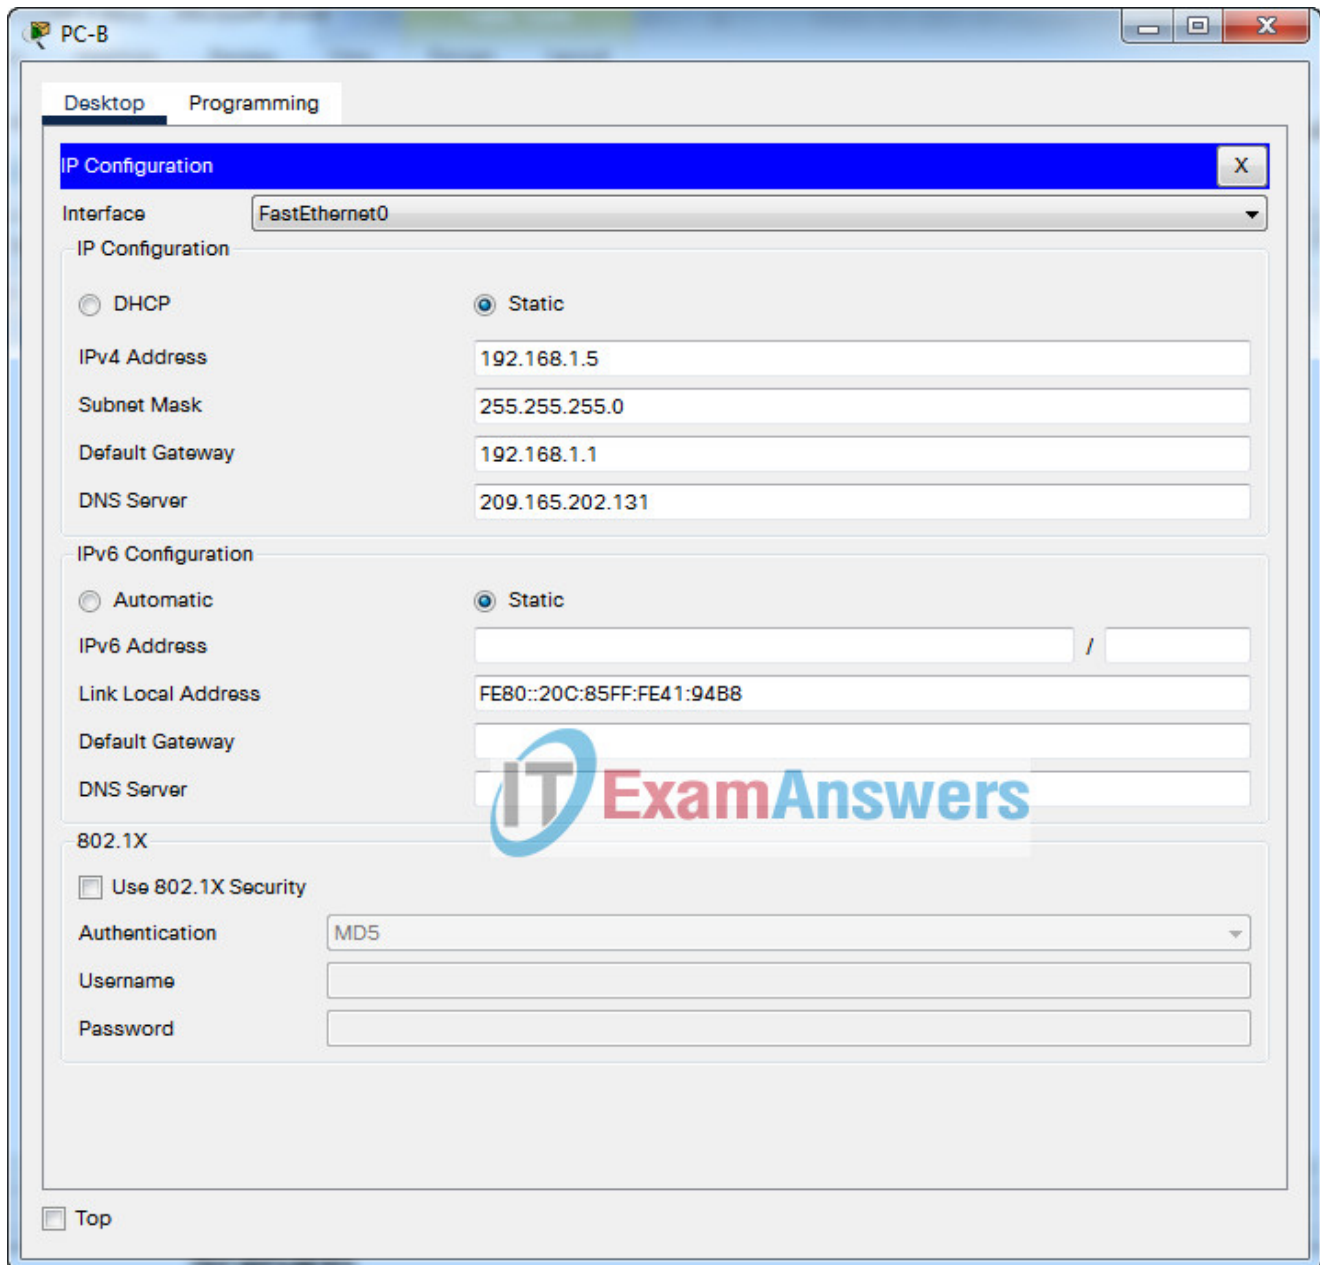 PC-B
X
Desktop Programming
IP Configuration X
Interface FastEthernet0
IP Configuration
DHCP Static
IPv4 Address 192.168.1.5
Subnet Mask 255.255.255.0
Default Gateway 192.168.1.1
DNS Server 209.165.202.131
IPv6 Configuration
Automatic Static
IPv6 Address /
Link Local Address FE80::20C:85FF:FE41:94B8
Default Gateway
DNS Server
ITExamAnswers
802.1X
Use 802.1X Security
Authentication MD5
Username
Password
Top